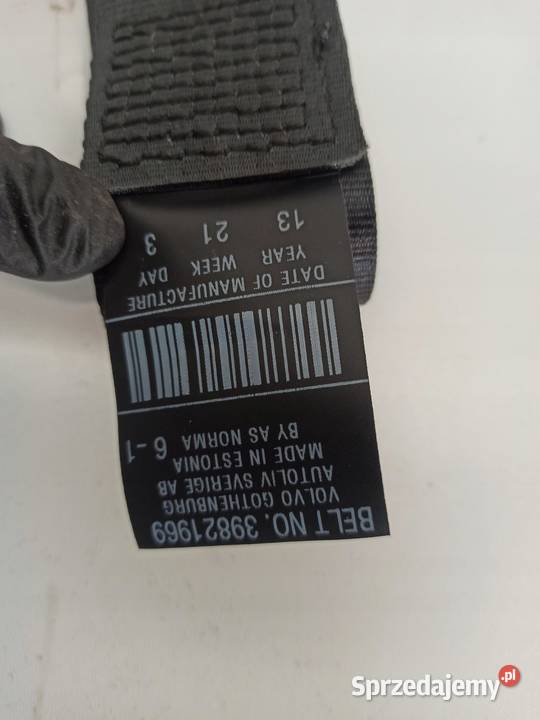 BELT NO. 39821969
VOLVO GOTHENBURG
AUTOLIV SVERIGE AB
MADE IN ESTONIA
BY AS NORMA 6-1
DATE OF MANUFACTURE
YEAR WEEK DAY
13 21 3
Sprzedajemy.pl